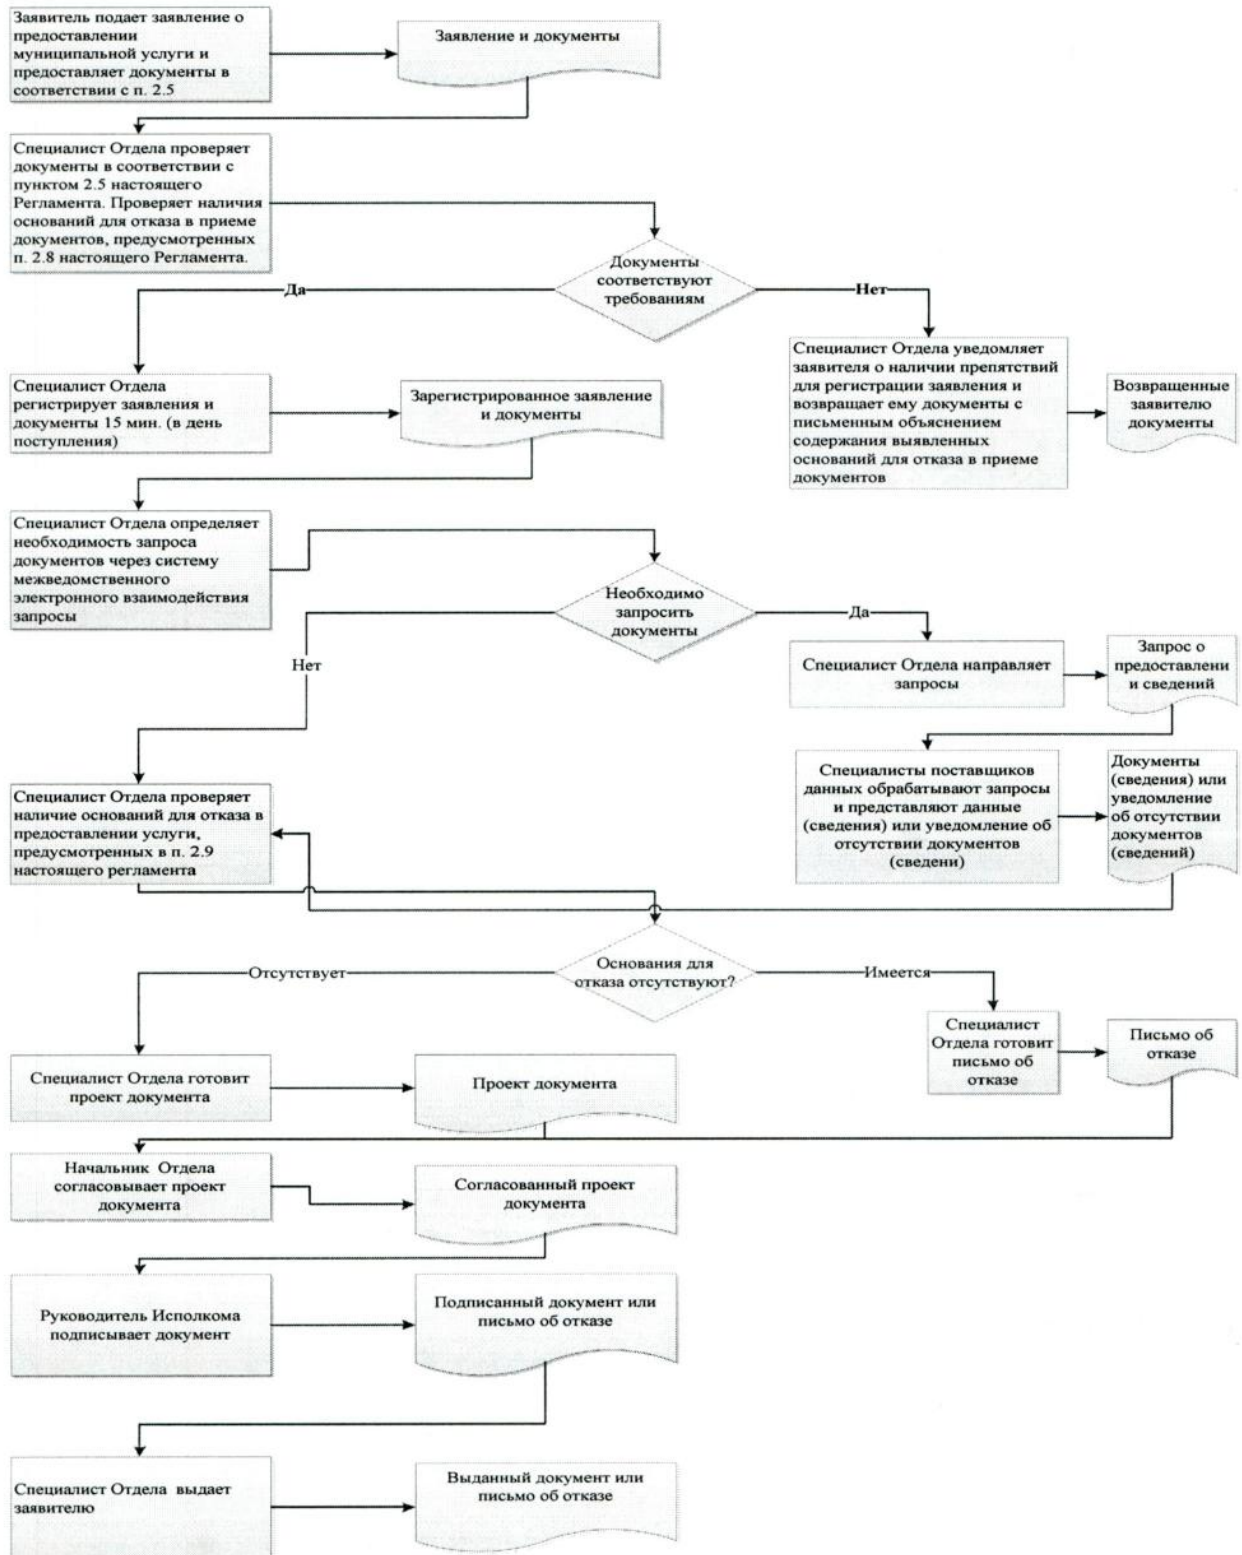 Заявитель подает заявление о
предоставлении
муниципальной услуги и
предоставляет документы в
соответствии с п. 2.5
Заявление и документы
Специалист Отдела проверяет
документы в соответствии с
пунктом 2.5 настоящего
Регламента. Проверяет наличия
оснований для отказа в приеме
документов, предусмотренных
п. 2.8 настоящего Регламента.
Документы
соответствуют
требованиям
Да
Нет
Специалист Отдела
регистрирует заявления и
документы 15 мин. (в день
поступления)
Зарегистрированное заявление
и документы
Специалист Отдела уведомляет
заявителя о наличии препятствий
для регистрации заявления и
возвращает ему документы с
письменным объяснением
содержания выявленных
оснований для отказа в приеме
документов
Возвращенные
заявителю
документы
Специалист Отдела определяет
необходимость запроса
документов через систему
межведомственного
электронного взаимодействия
запросы
Необходимо
запросить
документы
Да
Нет
Специалист Отдела направляет
запросы
Запрос о
предоставлени
и сведений
Специалист Отдела проверяет
наличие оснований для отказа в
предоставлении услуги,
предусмотренных в п. 2.9
настоящего регламента
Специалисты поставщиков
данных обрабатывают запросы
и представляют данные
(сведения) или уведомление об
отсутствии документов
(сведени)
Документы
(сведения) или
уведомление
об отсутствии
документов
(сведений)
Основания для
отказа отсутствуют?
Отсутствует
Имеется
Специалист
Отдела готовит
письмо об
отказе
Письмо об
отказе
Специалист Отдела готовит
проект документа
Проект документа
Начальник Отдела
согласовывает проект
документа
Согласованный проект
документа
Руководитель Исполкома
подписывает документ
Подписанный документ или
письмо об отказе
Специалист Отдела выдает
заявителю
Выданный документ или
письмо об отказе